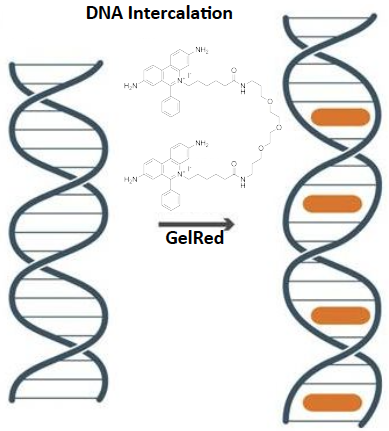 DNA Intercalation
NH₂
H₂N
N⁺
I⁻
O
N
H
O
O
O
NH₂
H₂N
N⁺
I⁻
O
N
H
GelRed